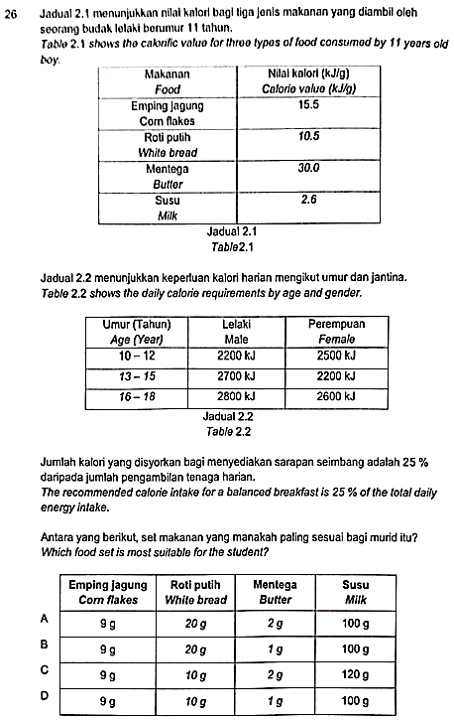 26 Jadual 2.1 menunjukkan nilai kalori bagi tiga jenis makanan yang diambil oleh
seorang budak lelaki berumur 11 tahun.
Table 2.1 shows the calorific value for three types of food consumed by 11 years old
boy.
Makanan Nilai kalori (kJ/g)
Food Calorie value (kJ/g)
Emping jagung 15.5
Corn flakes
Roti putih 10.5
White bread
Mentega 30.0
Butter
Susu 2.6
Milk
Jadual 2.1
Table2.1
Jadual 2.2 menunjukkan keperluan kalori harian mengikut umur dan jantina.
Table 2.2 shows the daily calorie requirements by age and gender.
Umur (Tahun) Lelaki Perempuan
Age (Year) Male Female
10 – 12 2200 kJ 2500 kJ
13 – 15 2700 kJ 2200 kJ
16 – 18 2800 kJ 2600 kJ
Jadual 2.2
Table 2.2
Jumlah kalori yang disyorkan bagi menyediakan sarapan seimbang adalah 25 %
daripada jumlah pengambilan tenaga harian.
The recommended calorie intake for a balanced breakfast is 25 % of the total daily
energy intake.
Antara yang berikut, set makanan yang manakah paling sesuai bagi murid itu?
Which food set is most suitable for the student?
Emping jagung Roti putih Mentega Susu
Corn flakes White bread Butter Milk
A 9 g 20 g 2 g 100 g
B 9 g 20 g 1 g 100 g
C 9 g 10 g 2 g 120 g
D 9 g 10 g 1 g 100 g